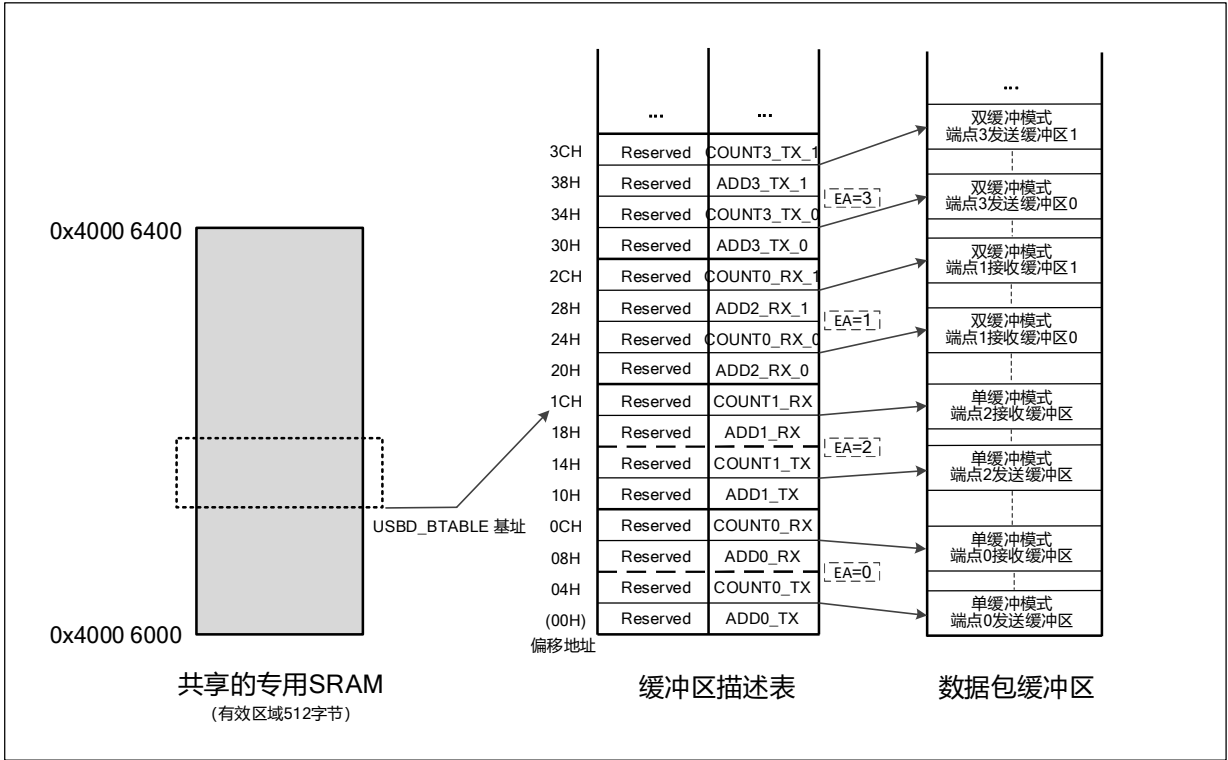 0x4000 6400
0x4000 6000
共享的专用SRAM
(有效区域512字节)
USBD_BTABLE 基址
... ...
3CH Reserved COUNT3_TX_1
38H Reserved ADD3_TX_1
34H Reserved COUNT3_TX_0
30H Reserved ADD3_TX_0
2CH Reserved COUNT0_RX_1
28H Reserved ADD2_RX_1
24H Reserved COUNT0_RX_0
20H Reserved ADD2_RX_0
1CH Reserved COUNT1_RX
18H Reserved ADD1_RX
14H Reserved COUNT1_TX
10H Reserved ADD1_TX
0CH Reserved COUNT0_RX
08H Reserved ADD0_RX
04H Reserved COUNT0_TX
(00H) Reserved ADD0_TX
偏移地址
缓冲区描述表
EA=3
EA=1
EA=2
EA=0
...
双缓冲模式
端点3发送缓冲区1
双缓冲模式
端点3发送缓冲区0
双缓冲模式
端点1接收缓冲区1
双缓冲模式
端点1接收缓冲区0
单缓冲模式
端点2接收缓冲区
单缓冲模式
端点2发送缓冲区
单缓冲模式
端点0接收缓冲区
单缓冲模式
端点0发送缓冲区
数据包缓冲区